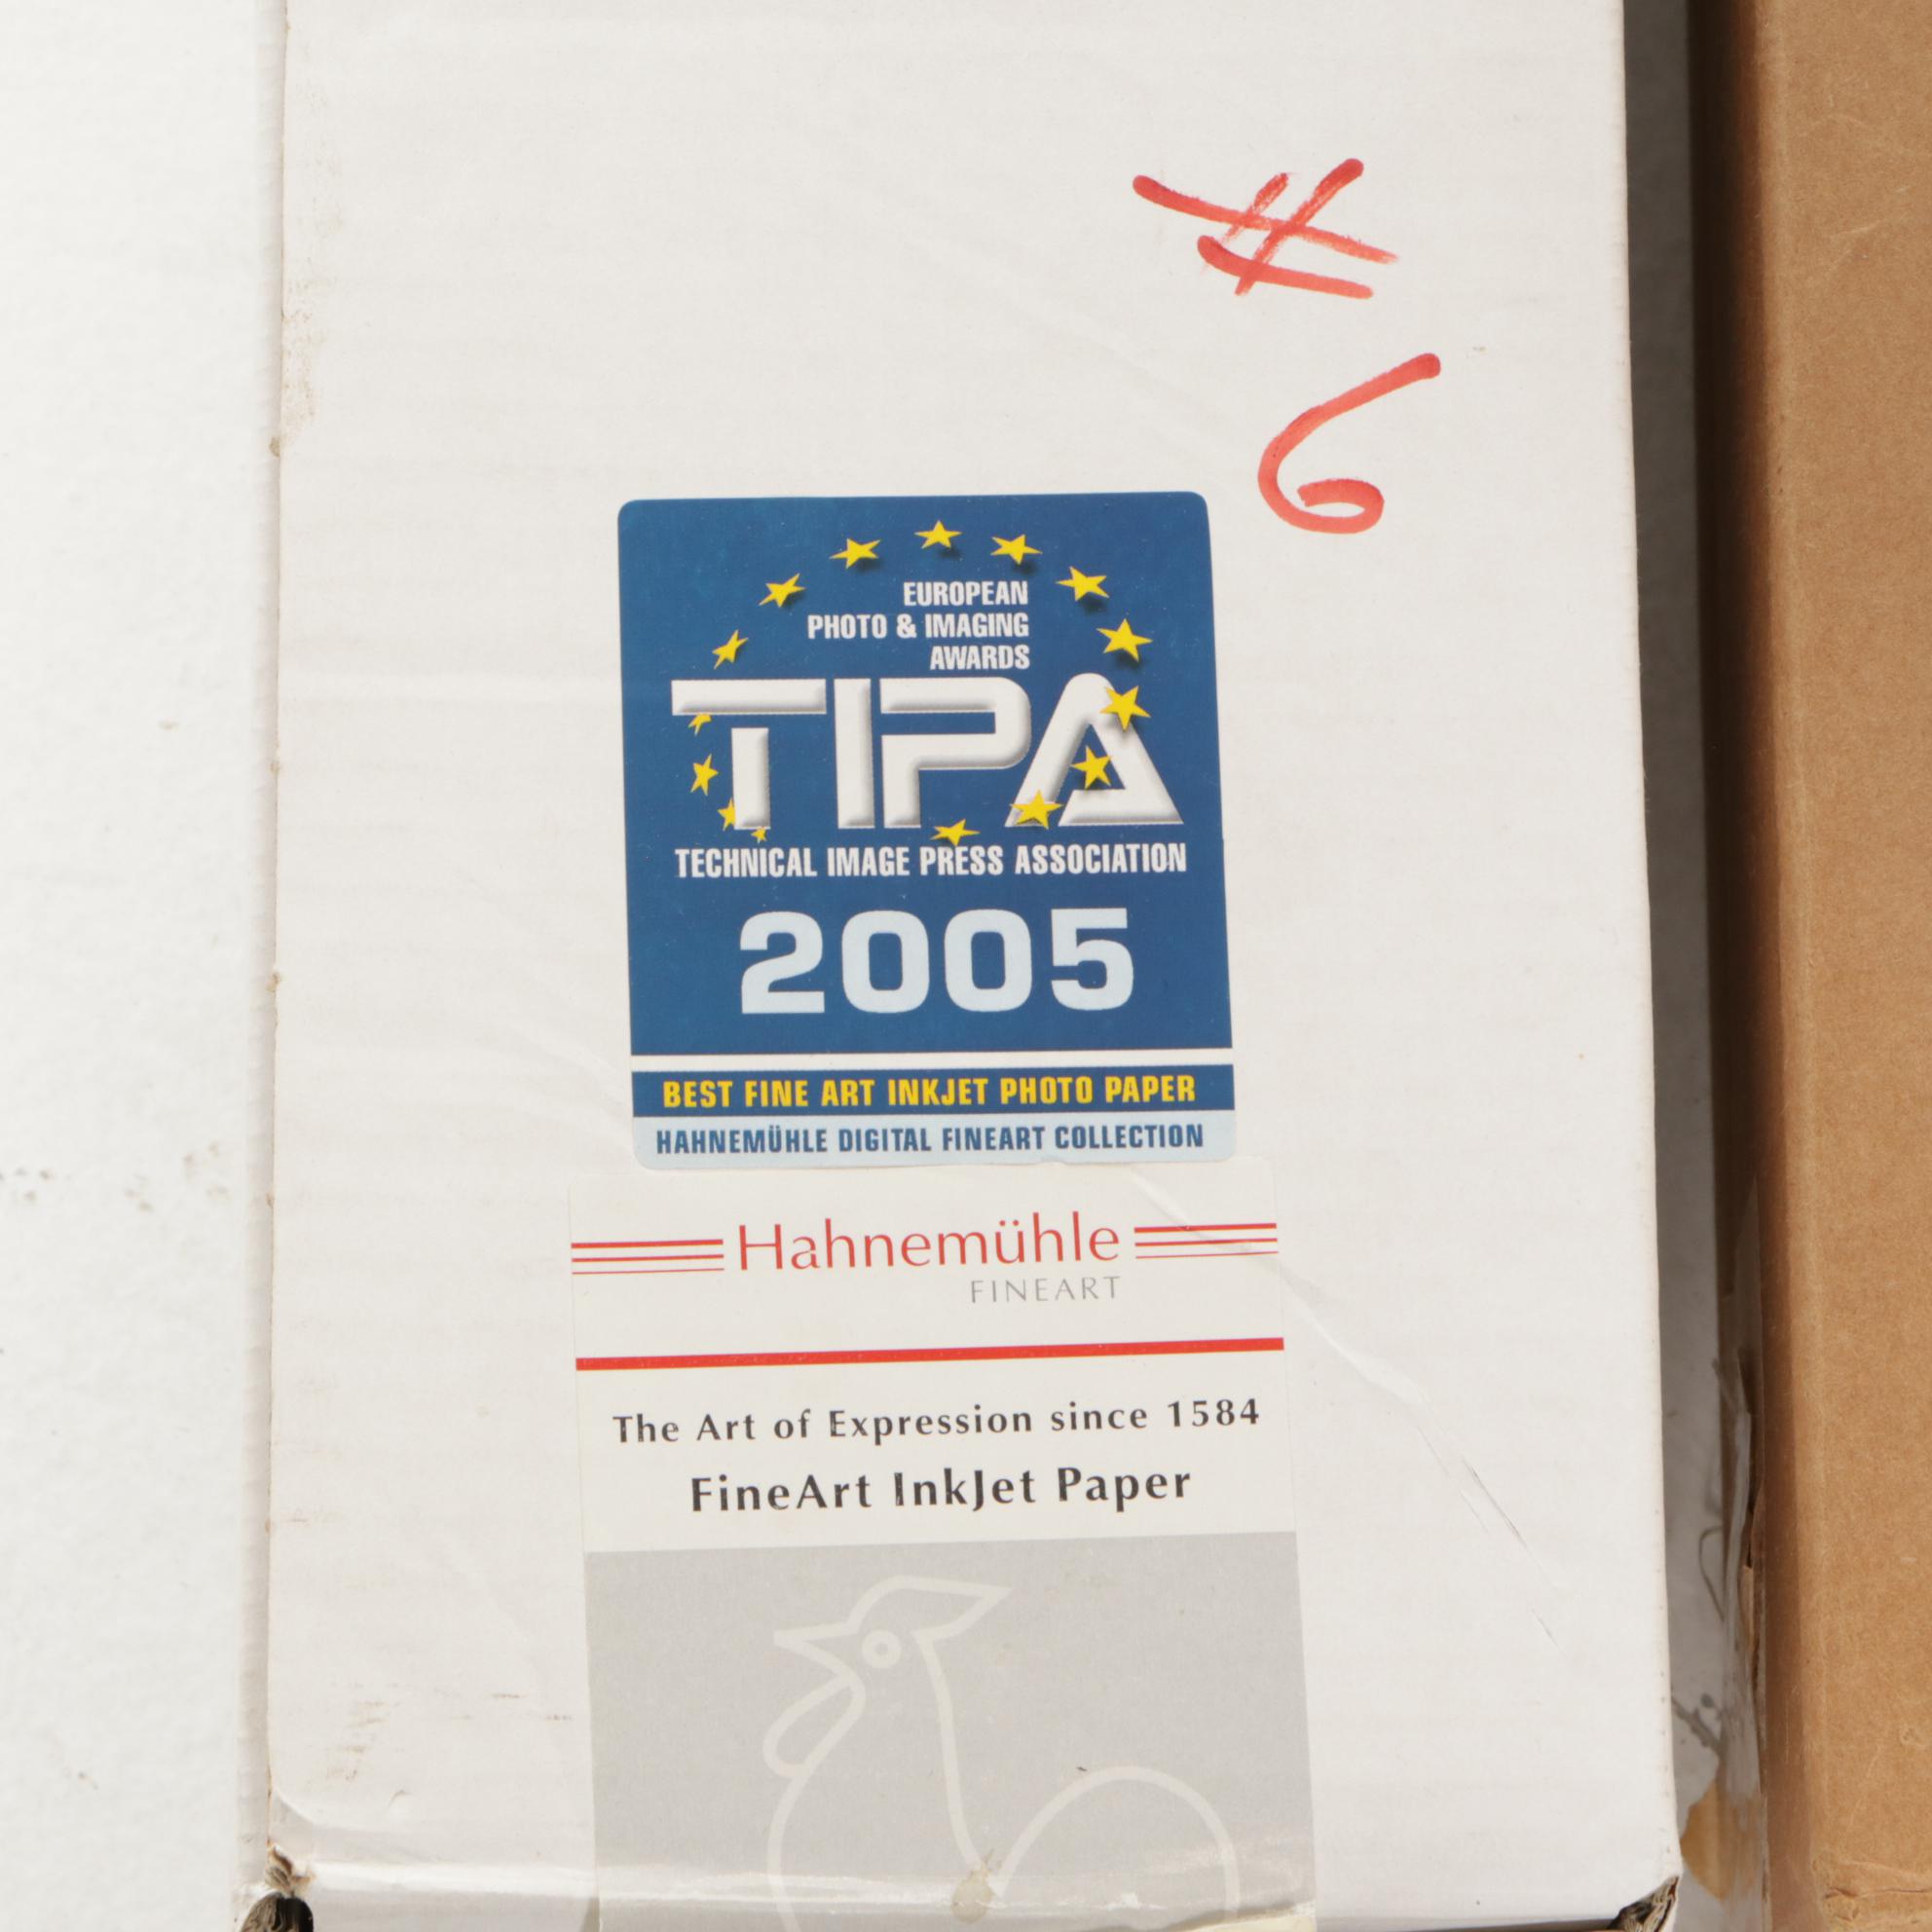 #
6
EUROPEAN
PHOTO & IMAGING
AWARDS
TIPA
TECHNICAL IMAGE PRESS ASSOCIATION
2005
BEST FINE ART INKJET PHOTO PAPER
HAHNEMÜHLE DIGITAL FINEART COLLECTION
Hahnemühle
FINEART
The Art of Expression since 1584
FineArt InkJet Paper